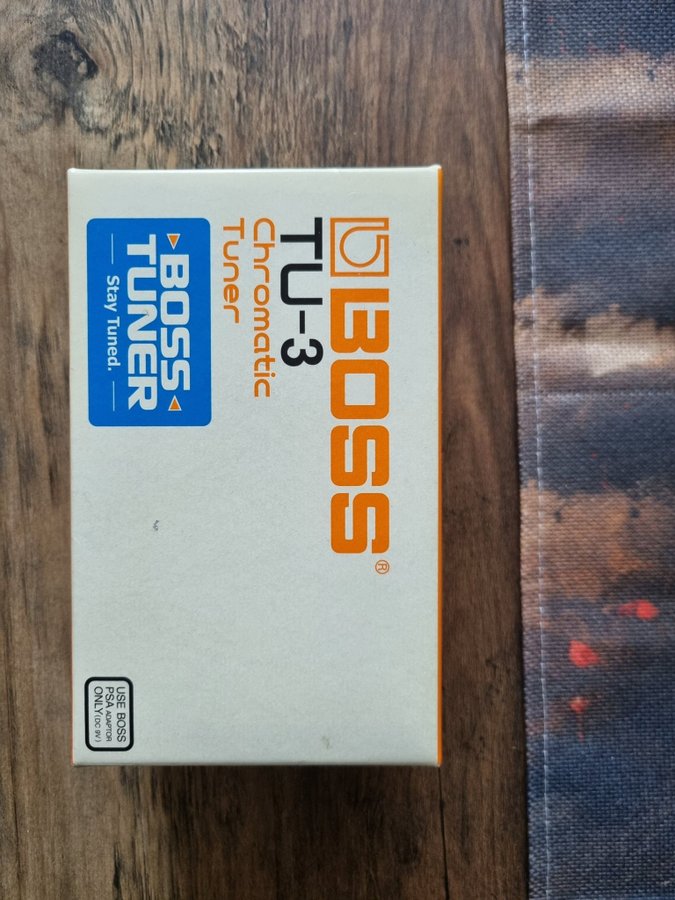 BOSS®
TU-3
Chromatic
Tuner
BOSS
TUNER
Stay Tuned.
USE BOSS
PSA ADAPTOR
ONLY (DC 9V)